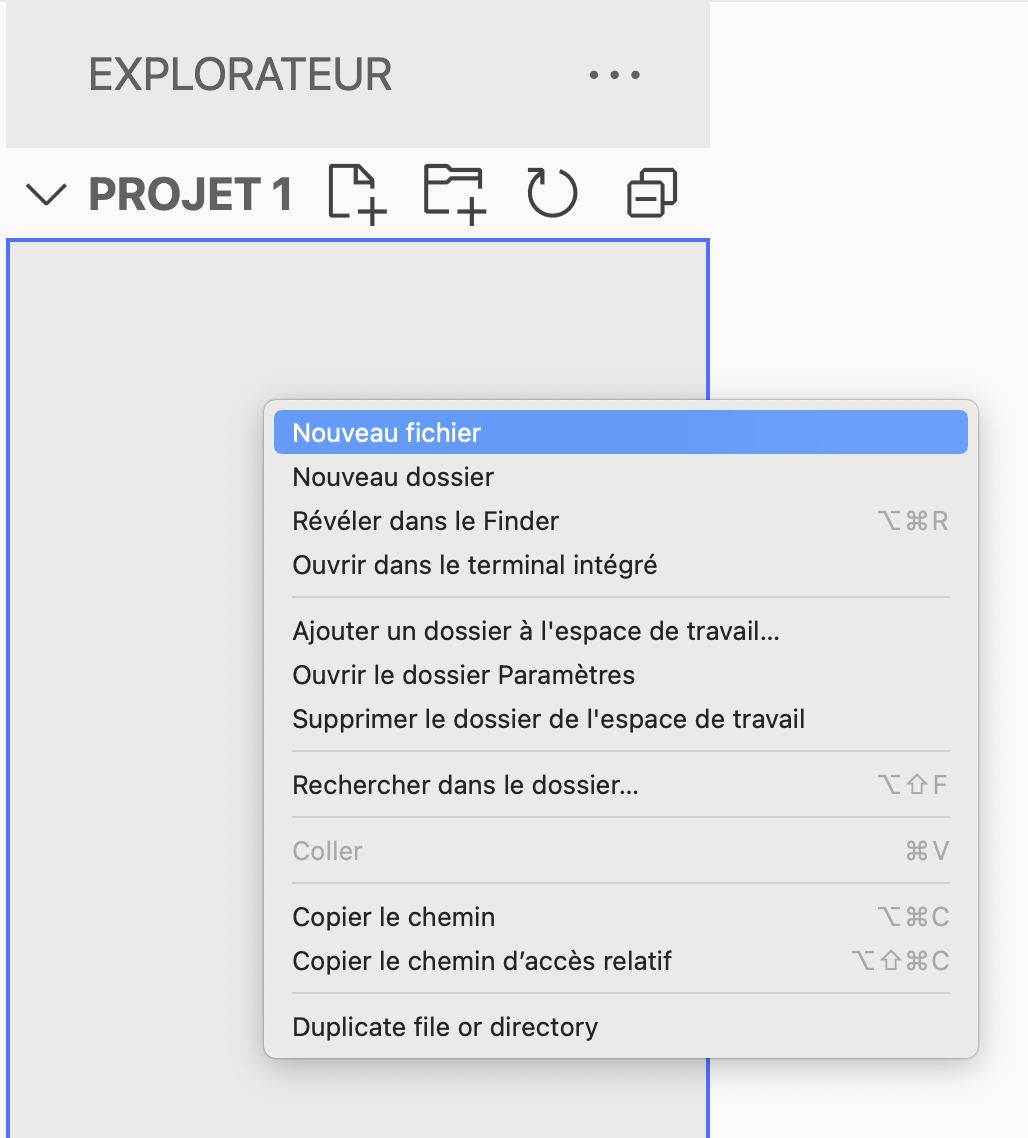 EXPLORATEUR
PROJET 1
Nouveau fichier
Nouveau dossier
Révéler dans le Finder ⌥⌘R
Ouvrir dans le terminal intégré
Ajouter un dossier à l'espace de travail...
Ouvrir le dossier Paramètres
Supprimer le dossier de l'espace de travail
Rechercher dans le dossier... ⌥⇧F
Coller ⌘V
Copier le chemin ⌥⌘C
Copier le chemin d’accès relatif ⌥⇧⌘C
Duplicate file or directory